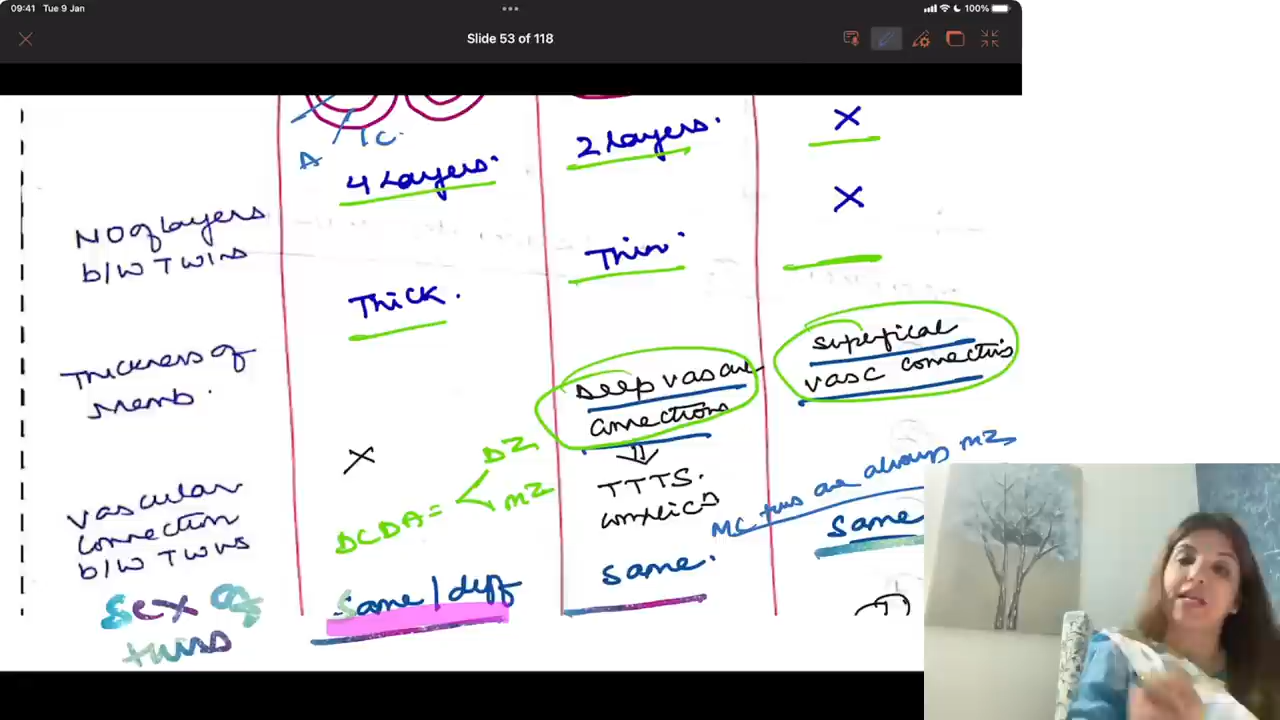 09:41 Tue 9 Jan
100%
Slide 53 of 118
A C
4 Layers.
2 Layers.
X
NO of layers
b/w TWINS
Thick.
Thin.
X
Thickness of
Memb.
Deep vascular
connections
superfical
vasc connectns
Vascular
connection
b/w Twins
X
DCDA =
DZ
MZ
TTTS.
MC twins are always MZ
Sex of
twins
Same / diff
Same.
Same